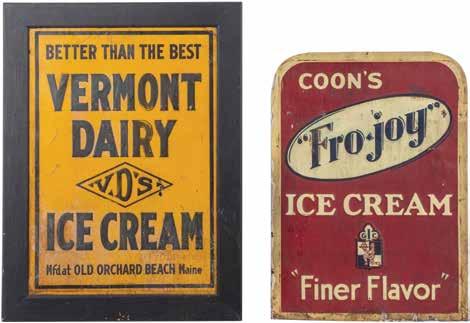 BETTER THAN THE BEST
VERMONT
DAIRY
V.D'S.
ICE CREAM
Mfd at OLD ORCHARD BEACH Maine
COON'S
"Fro-joy"
ICE CREAM
"Finer Flavor"